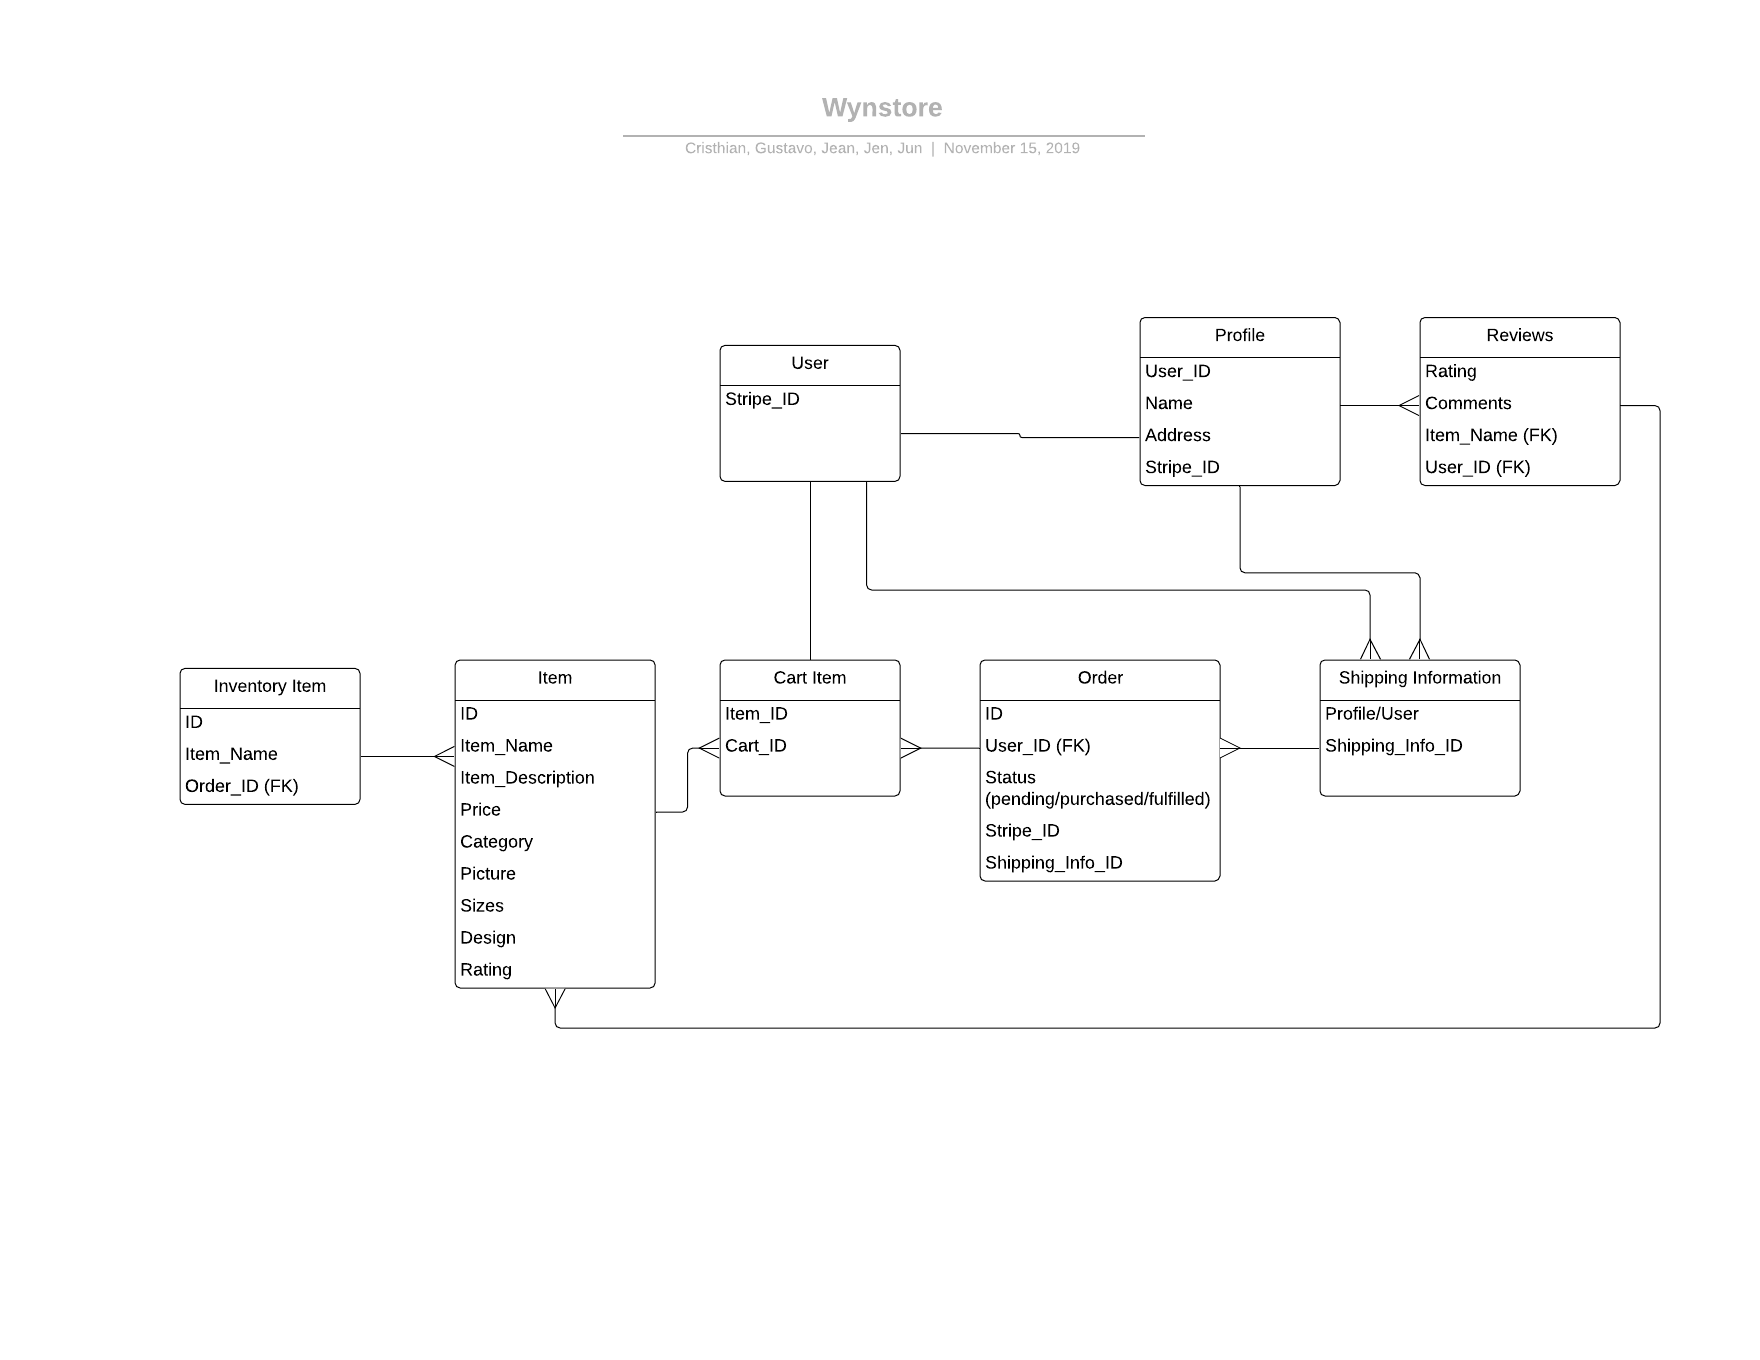 Wynstore
Cristhian, Gustavo, Jean, Jen, Jun | November 15, 2019
User
Stripe_ID
Profile
User_ID
Name
Address
Stripe_ID
Reviews
Rating
Comments
Item_Name (FK)
User_ID (FK)
Inventory Item
ID
Item_Name
Order_ID (FK)
Item
ID
Item_Name
Item_Description
Price
Category
Picture
Sizes
Design
Rating
Cart Item
Item_ID
Cart_ID
Order
ID
User_ID (FK)
Status
(pending/purchased/fulfilled)
Stripe_ID
Shipping_Info_ID
Shipping Information
Profile/User
Shipping_Info_ID